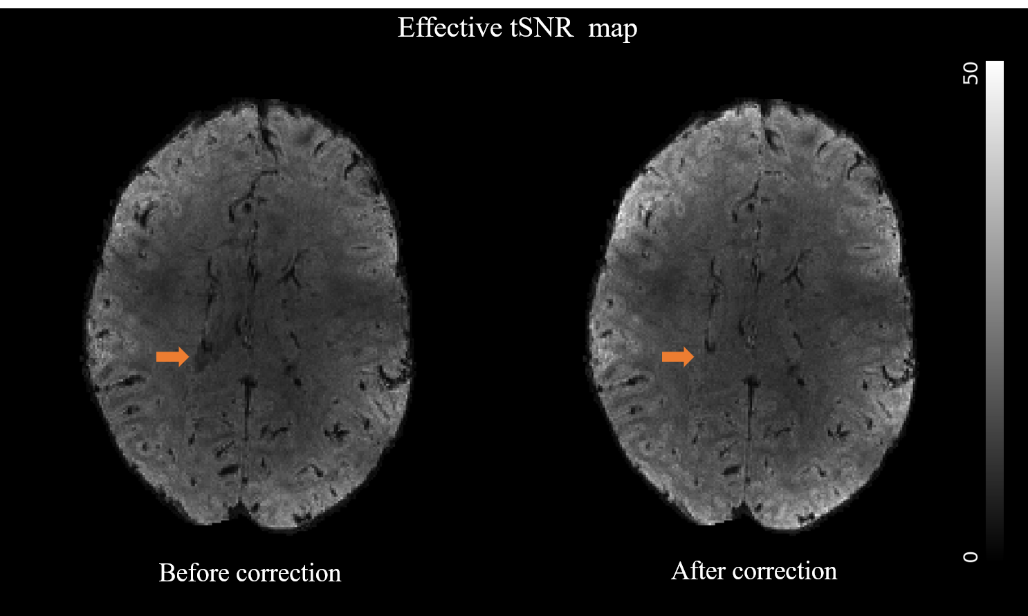 Effective tSNR map
50
0
Before correction
After correction